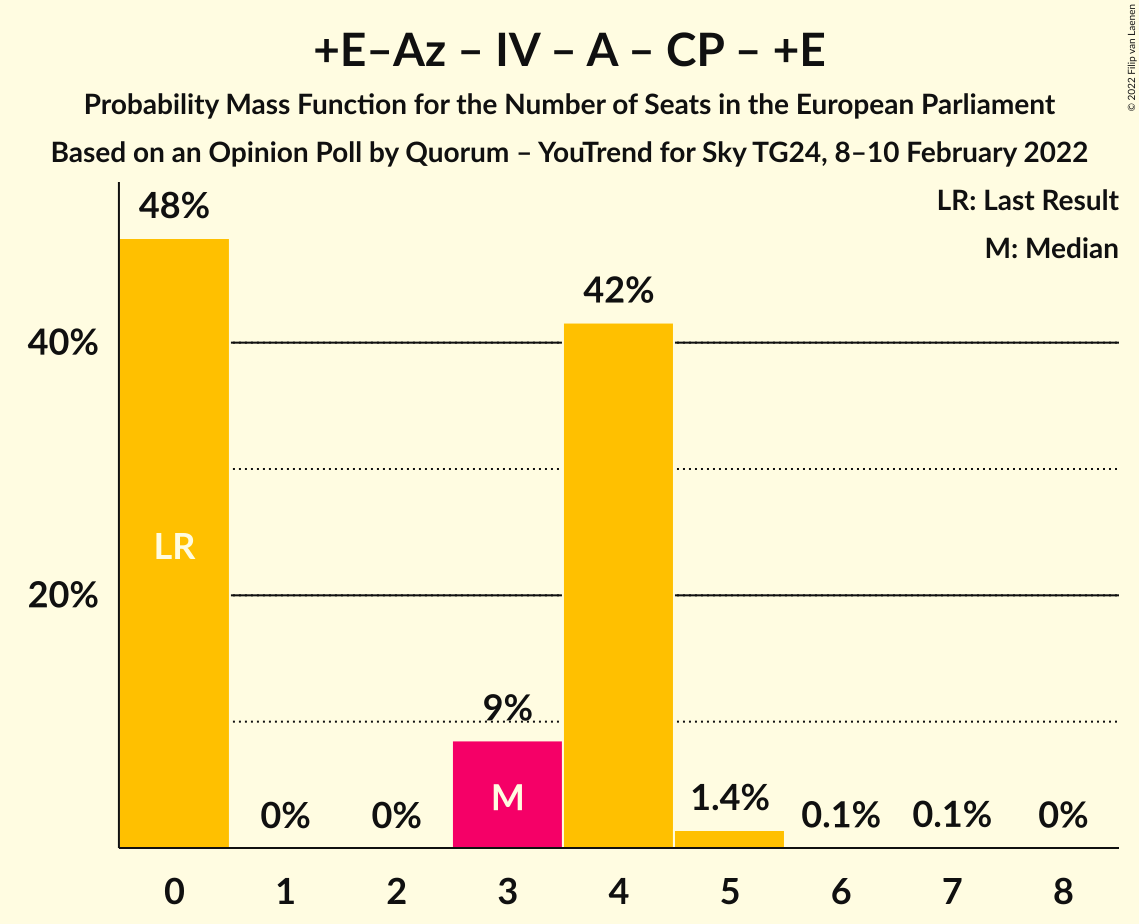 +E–Az – IV – A – CP – +E
Probability Mass Function for the Number of Seats in the European Parliament
Based on an Opinion Poll by Quorum – YouTrend for Sky TG24, 8–10 February 2022
© 2022 Filip van Laenen
LR: Last Result
M: Median
48%
42%
40%
LR
20%
9%
M
0%
0%
1.4%
0.1%
0.1%
0%
0 1 2 3 4 5 6 7 8